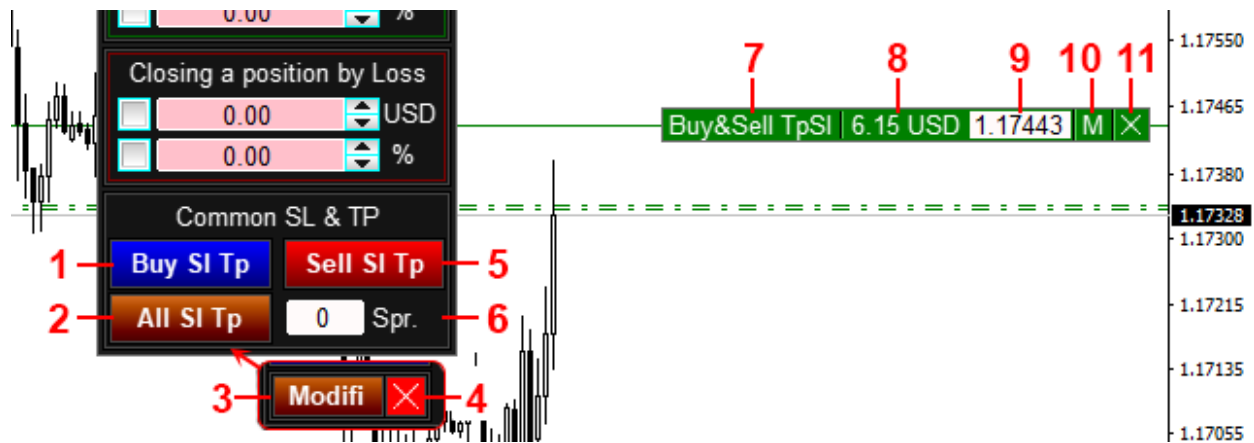 0.00 %
Closing a position by Loss
0.00 USD
0.00 %
Common SL & TP
1 Buy Sl Tp Sell Sl Tp 5
2 All Sl Tp 0 Spr. 6
3 Modifi 4
7 8 9 10 11
Buy&Sell TpSl 6.15 USD 1.17443 M
1.17550
1.17465
1.17380
1.17328
1.17300
1.17215
1.17135
1.17055